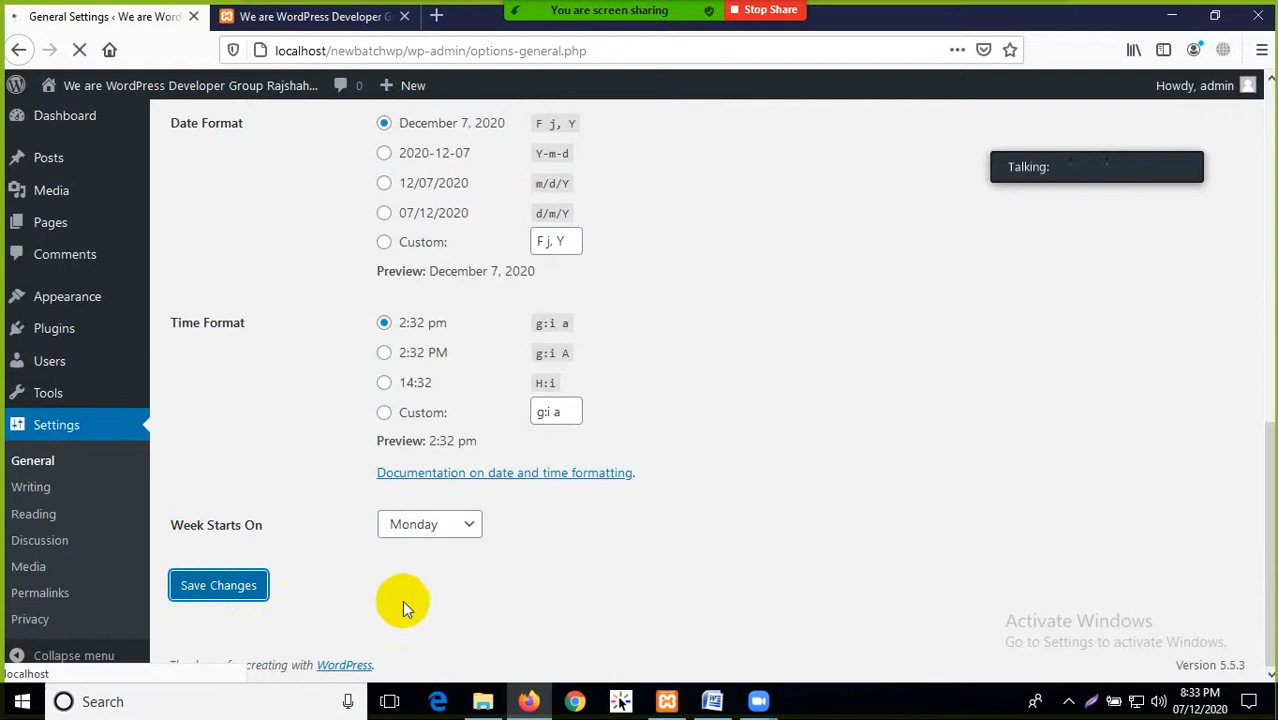 You are screen sharing
Stop Share
General Settings ‹ We are Word
We are WordPress Developer G
localhost/newbatchwp/wp-admin/options-general.php
We are WordPress Developer Group Rajshah...
0
New
Howdy, admin
Dashboard
Posts
Media
Pages
Comments
Appearance
Plugins
Users
Tools
Settings
General
Writing
Reading
Discussion
Media
Permalinks
Privacy
Collapse menu
Date Format
December 7, 2020 F j, Y
2020-12-07 Y-m-d
12/07/2020 m/d/Y
07/12/2020 d/m/Y
Custom: F j, Y
Preview: December 7, 2020
Time Format
2:32 pm g:i a
2:32 PM g:i A
14:32 H:i
Custom: g:i a
Preview: 2:32 pm
Documentation on date and time formatting.
Week Starts On
Monday
Save Changes
Talking:
Activate Windows
Go to Settings to activate Windows.
creating with WordPress.
Version 5.5.3
localhost
Search
8:33 PM
07/12/2020